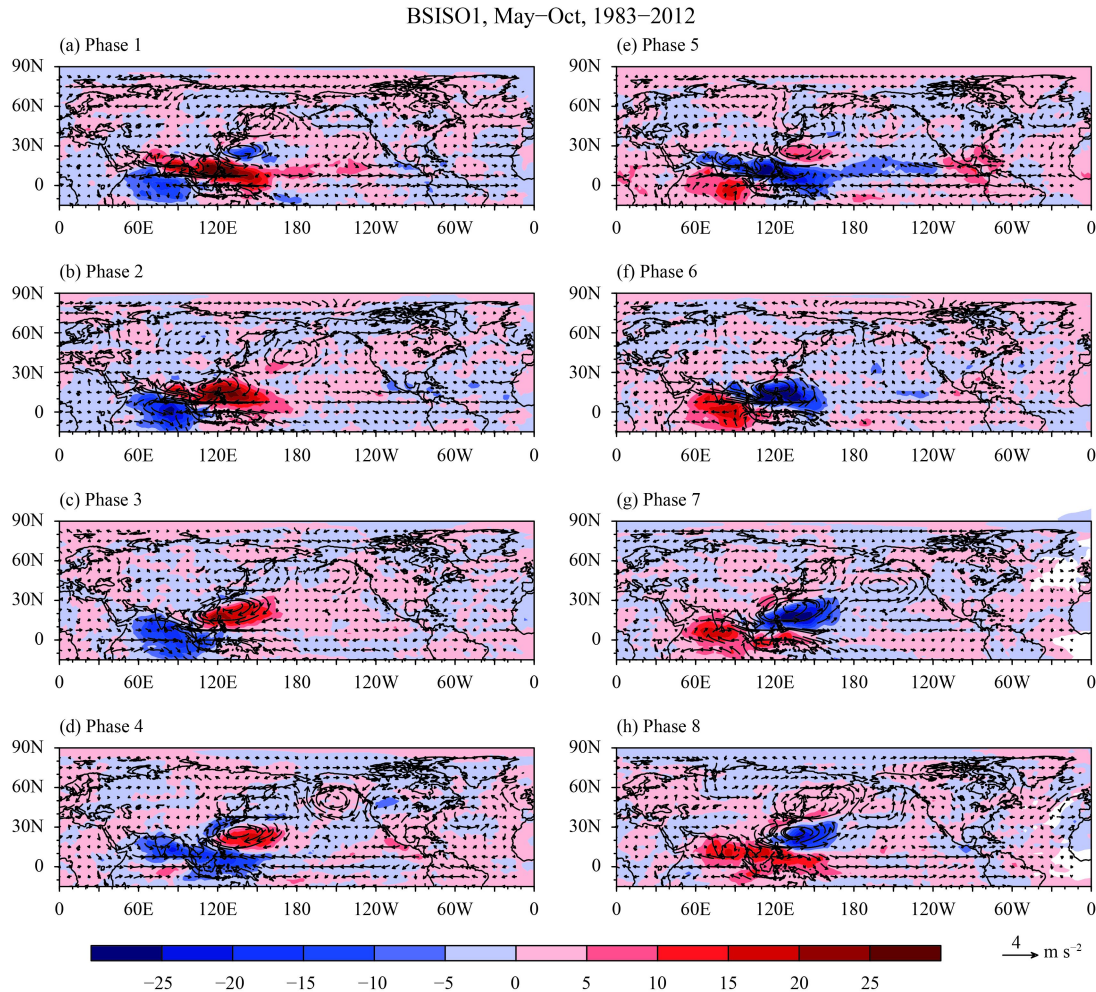 BSISO1, May−Oct, 1983−2012
(a) Phase 1
90N
60N
30N
0
0 60E 120E 180 120W 60W 0
(e) Phase 5
90N
60N
30N
0
0 60E 120E 180 120W 60W 0
(b) Phase 2
90N
60N
30N
0
0 60E 120E 180 120W 60W 0
(f) Phase 6
90N
60N
30N
0
0 60E 120E 180 120W 60W 0
(c) Phase 3
90N
60N
30N
0
0 60E 120E 180 120W 60W 0
(g) Phase 7
90N
60N
30N
0
0 60E 120E 180 120W 60W 0
(d) Phase 4
90N
60N
30N
0
0 60E 120E 180 120W 60W 0
(h) Phase 8
90N
60N
30N
0
0 60E 120E 180 120W 60W 0
−25 −20 −15 −10 −5 0 5 10 15 20 25
4
m s⁻²